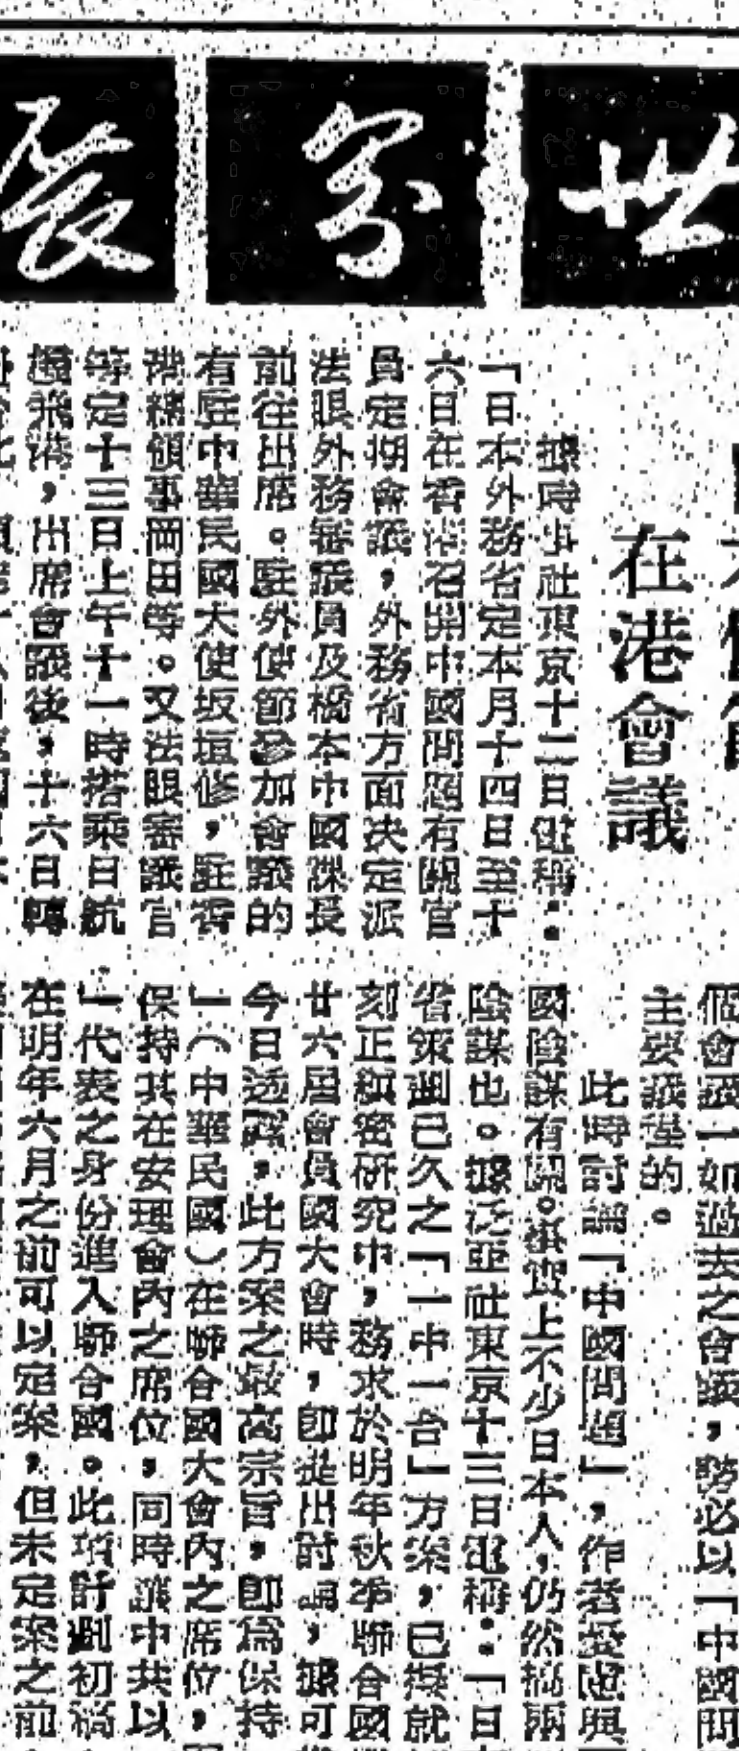 世界展
在港會議
據時事社東京十二日電稱：
「日本外務省定本月十四日至十
六日在香港召開中國問題有關官
員定期會議，外務省方面決定派
法眼外務審議員及橋本中國課長
前往出席。駐外使節參加會議的
有駐中華民國大使坂垣修，駐香
港總領事岡田等。又法眼審議官
等定十三日上午十一時搭乘日航
機飛港，出席會議後，十六日轉
個會議一如過去之會議，勢必以「中國問
主要議題的。
此時討論「中國問題」，作者疑慮與
國陰謀有關。事實上不少日本人，仍然搞兩
陰謀也。據泛亞社東京十三日電稱：「日
省策劃已久之「一中一台」方案，已擬就
刻正縝密研究中，務求於明年秋季聯合國
廿六屆會員國大會時，即提出討論，據可
今日透露，此方案之最高宗旨，即為保持
」（中華民國）在聯合國大會內之席位，
保持其在安理會內之席位，同時讓中共以
一代表之身份進入聯合國。此項計劃初稿
在明年六月之前可以定案，但未定案之前